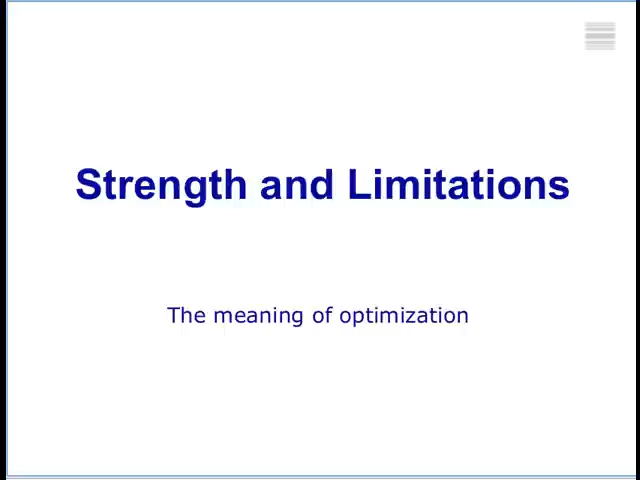 Strength and Limitations
The meaning of optimization